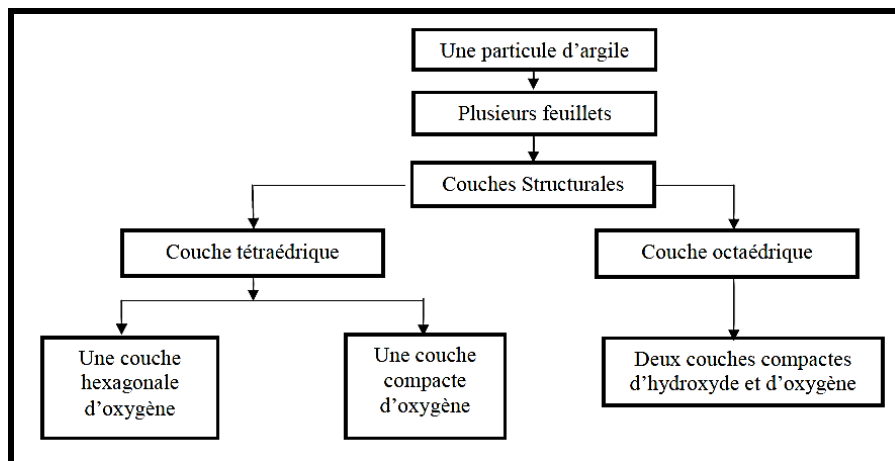 Une particule d’argile
Plusieurs feuillets
Couches Structurales
Couche tétraédrique
Couche octaédrique
Une couche
hexagonale
d’oxygène
Une couche
compacte
d’oxygène
Deux couches compactes
d’hydroxyde et d’oxygène